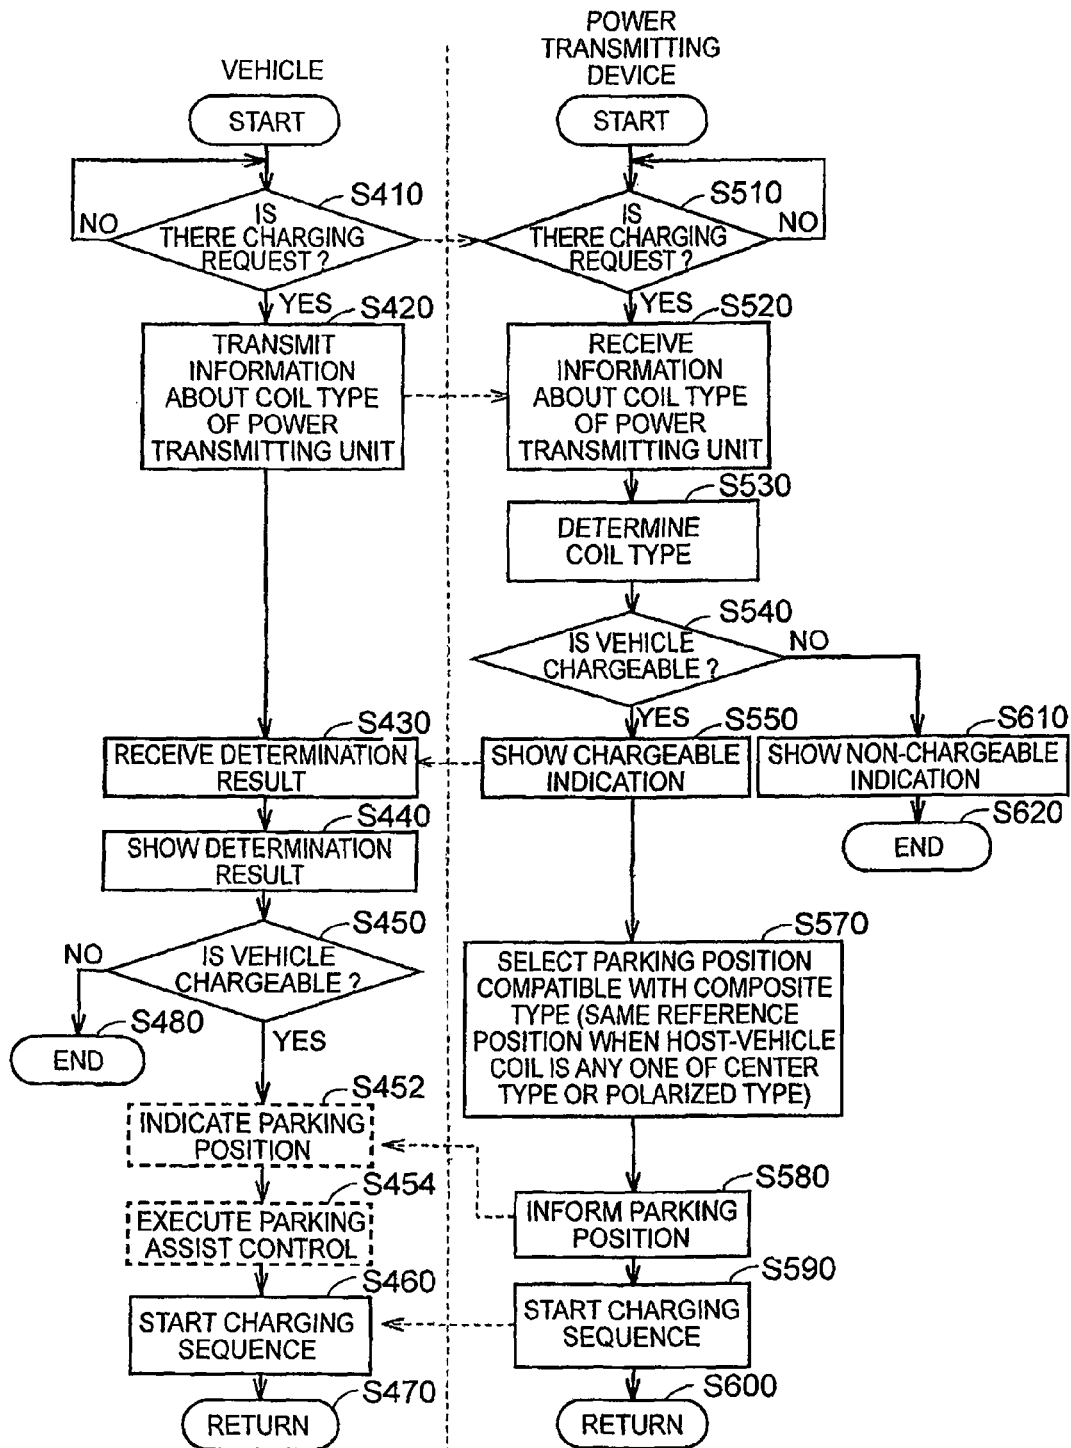 POWER
TRANSMITTING
DEVICE
VEHICLE
START
START
S410
S510
NO
IS
THERE CHARGING
REQUEST ?
IS
THERE CHARGING
REQUEST ?
NO
YES
S420
YES
S520
TRANSMIT
INFORMATION
ABOUT COIL TYPE
OF POWER
TRANSMITTING UNIT
RECEIVE
INFORMATION
ABOUT COIL TYPE
OF POWER
TRANSMITTING UNIT
S530
DETERMINE
COIL TYPE
S540
IS VEHICLE
CHARGEABLE ?
NO
S430
YES
S550
S610
RECEIVE DETERMINATION
RESULT
SHOW CHARGEABLE
INDICATION
SHOW NON-CHARGEABLE
INDICATION
S440
S620
SHOW DETERMINATION
RESULT
END
S450
S570
NO
IS VEHICLE
CHARGEABLE ?
SELECT PARKING POSITION
COMPATIBLE WITH COMPOSITE
TYPE (SAME REFERENCE
POSITION WHEN HOST-VEHICLE
COIL IS ANY ONE OF CENTER
TYPE OR POLARIZED TYPE)
S480
END
YES
S452
INDICATE PARKING
POSITION
S454
S580
EXECUTE PARKING
ASSIST CONTROL
INFORM PARKING
POSITION
S460
S590
START CHARGING
SEQUENCE
START CHARGING
SEQUENCE
S470
S600
RETURN
RETURN